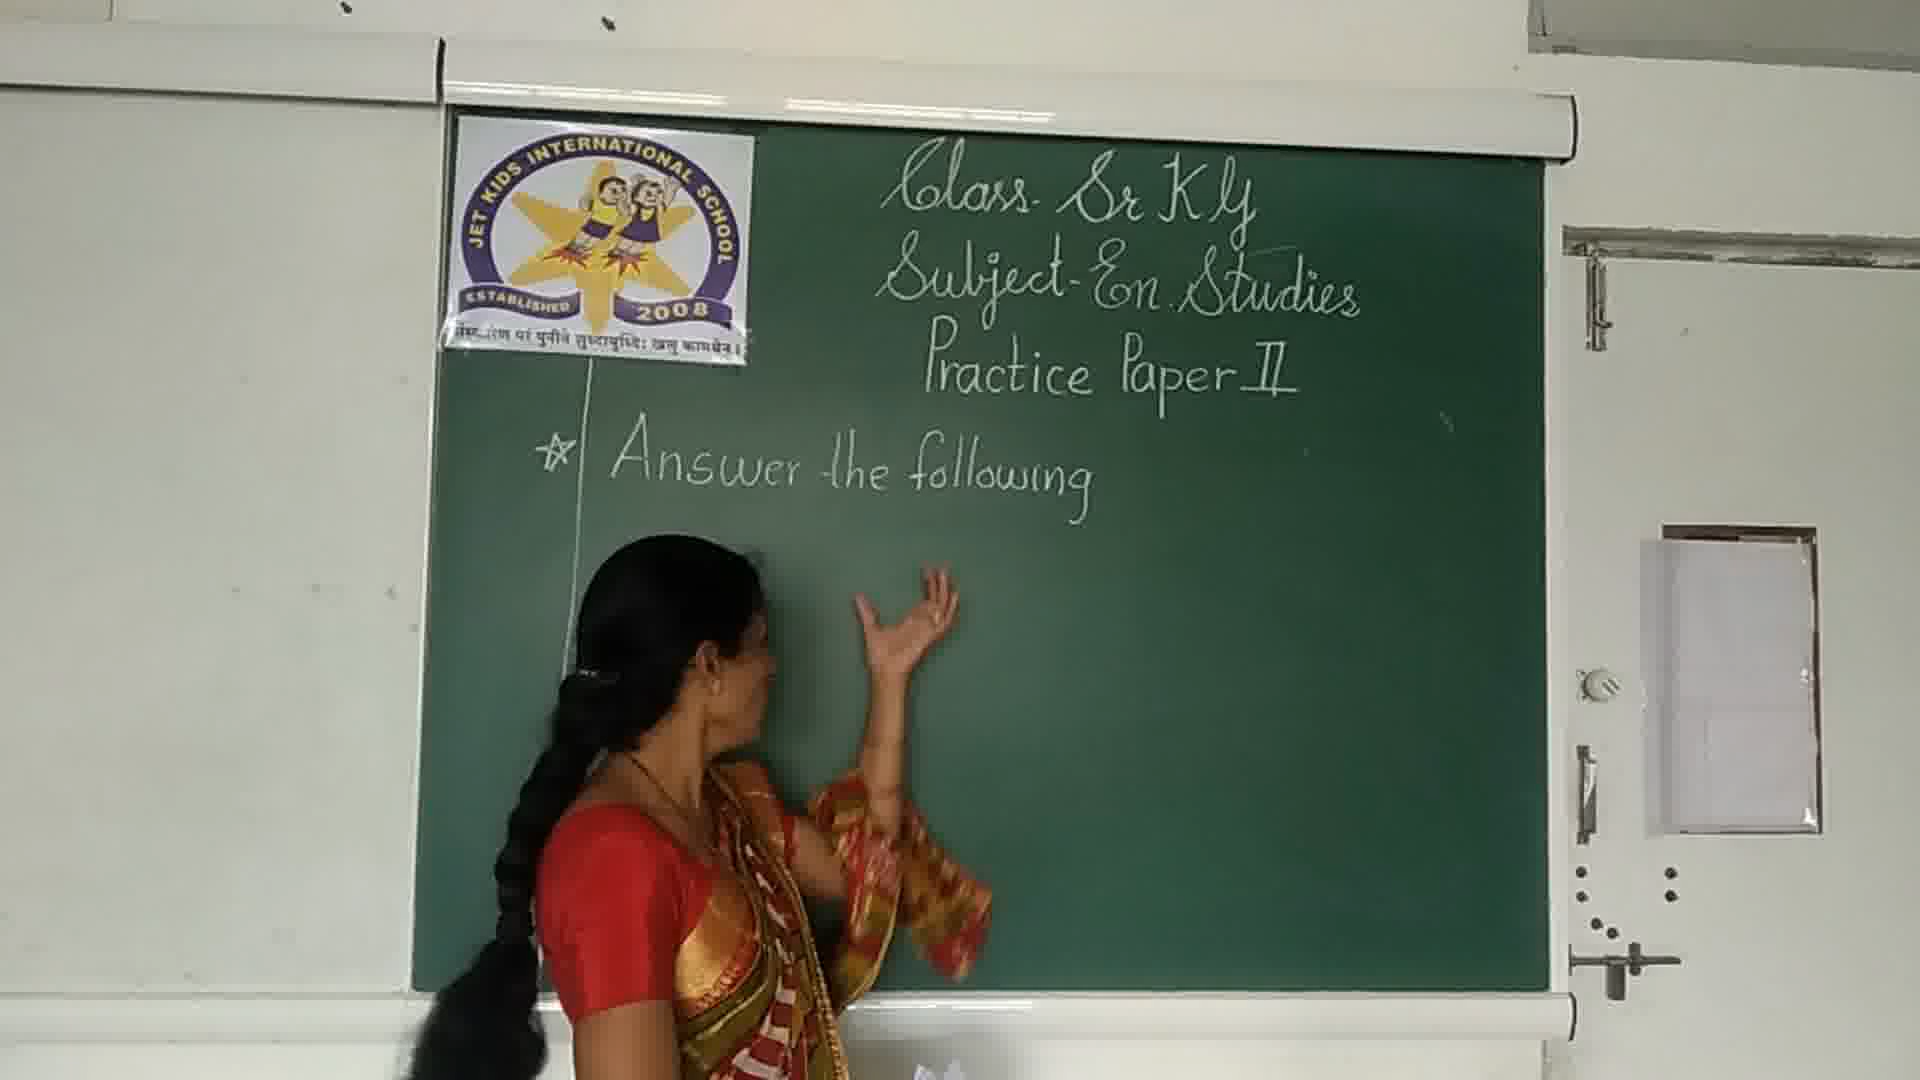 JET KIDS INTERNATIONAL SCHOOL
ESTABLISHED 2008
Class- Sr KG
Subject- En. Studies
Practice Paper II
☆ Answer the following